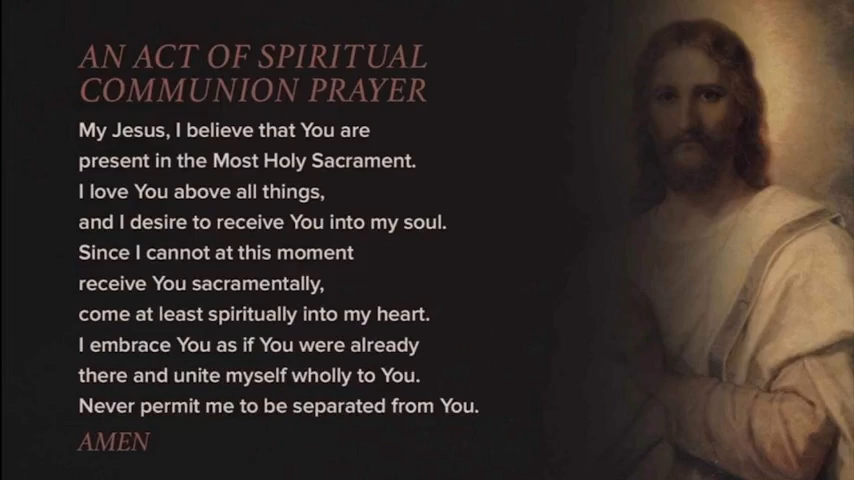 AN ACT OF SPIRITUAL
COMMUNION PRAYER
My Jesus, I believe that You are
present in the Most Holy Sacrament.
I love You above all things,
and I desire to receive You into my soul.
Since I cannot at this moment
receive You sacramentally,
come at least spiritually into my heart.
I embrace You as if You were already
there and unite myself wholly to You.
Never permit me to be separated from You.
AMEN